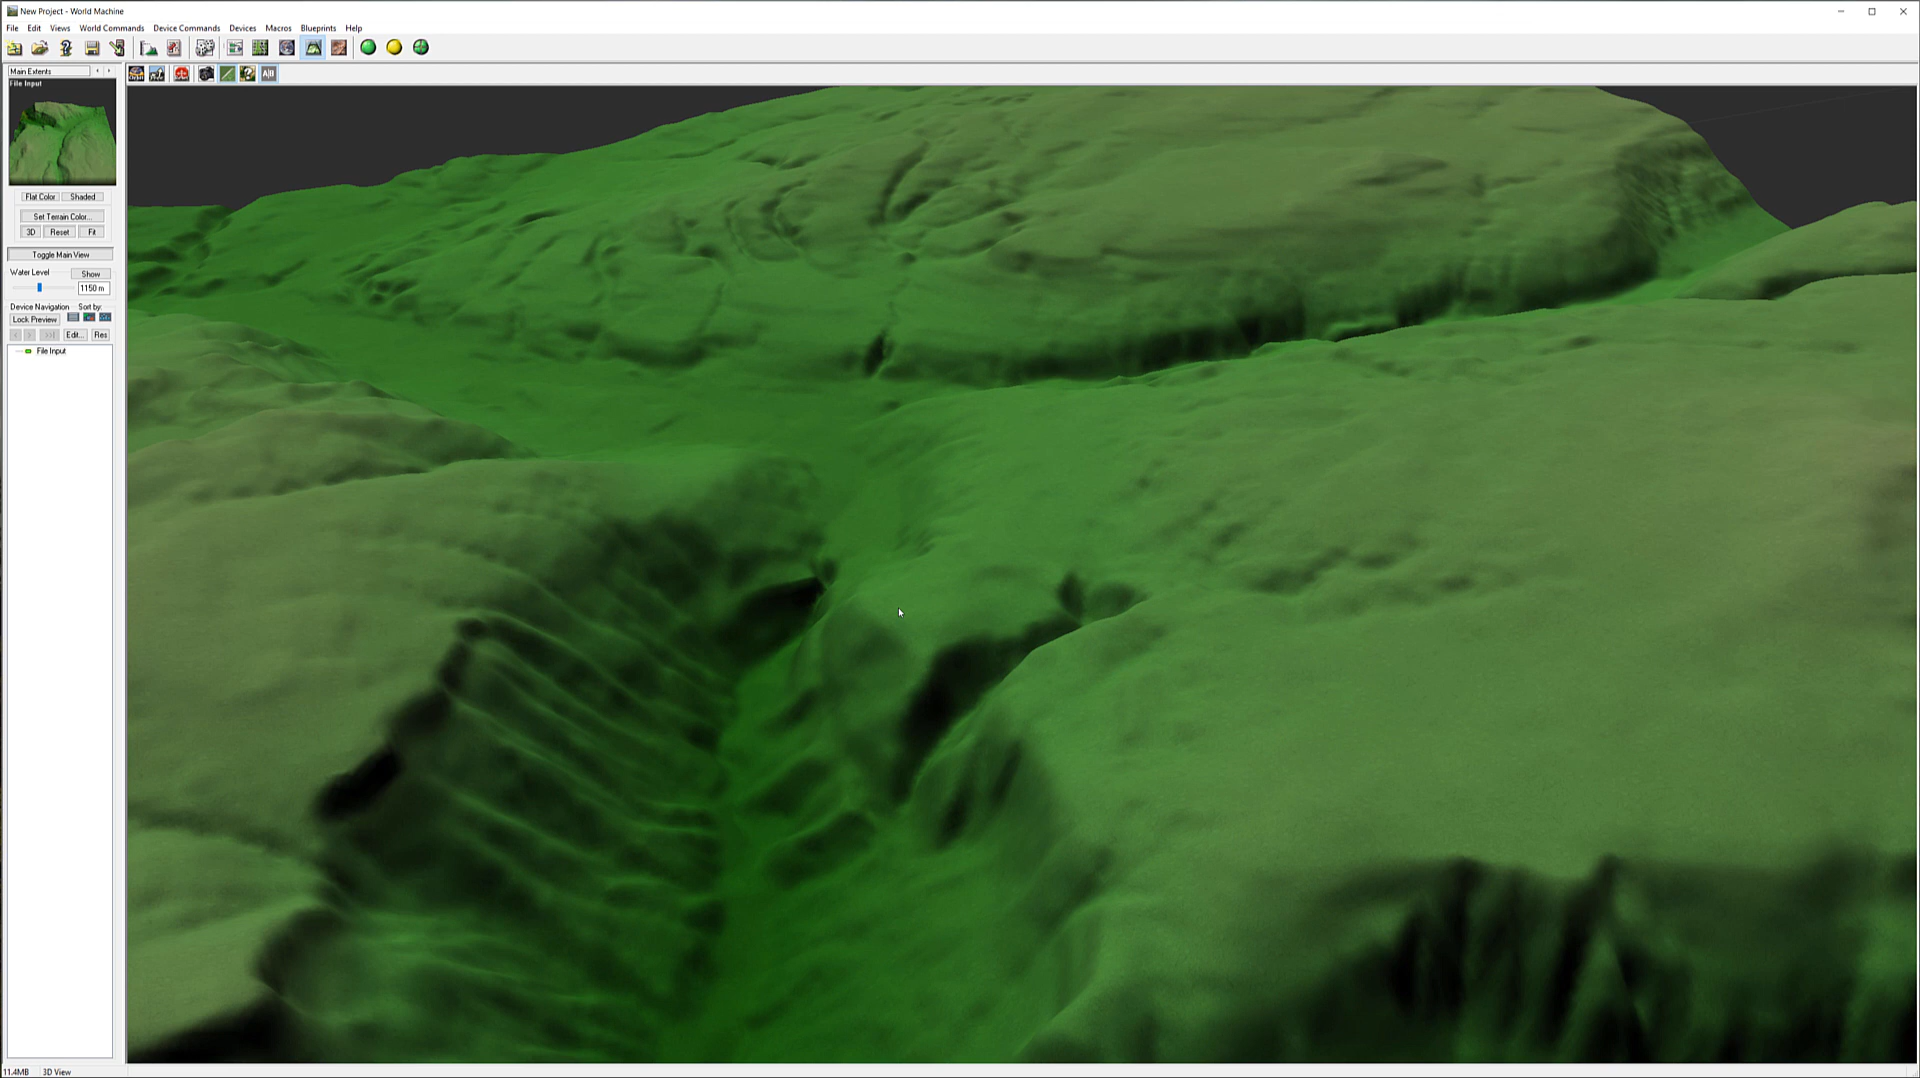 New Project - World Machine
File Edit Views World Commands Device Commands Devices Macros Blueprints Help
Main Extents
File Input
Flat Color Shaded
Set Terrain Color...
3D Reset Fit
Toggle Main View
Water Level Show
1150 m
Device Navigation Sort by:
Lock Preview
Edit... Res
File Input
11.4MB 3D View